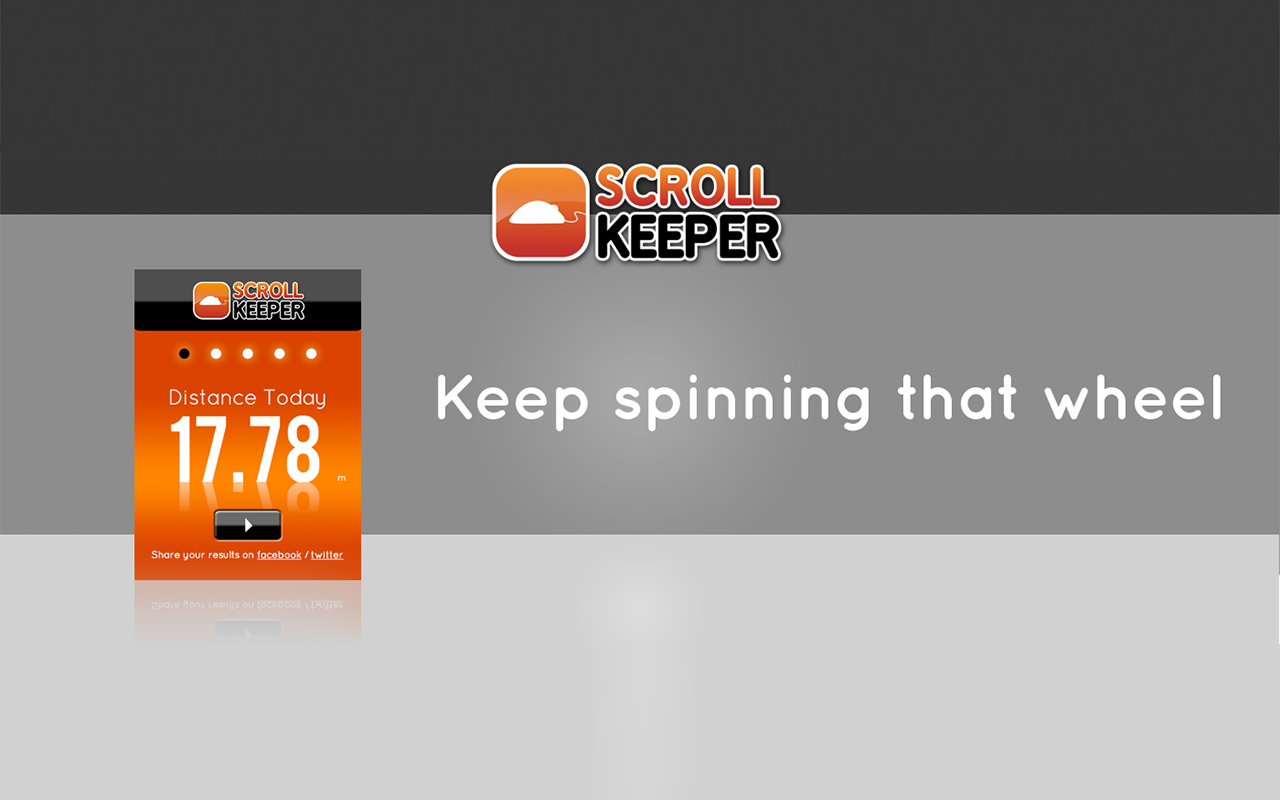 SCROLL
KEEPER
SCROLL
KEEPER
Distance Today
17.78 m
Share your results on facebook / twitter
Keep spinning that wheel